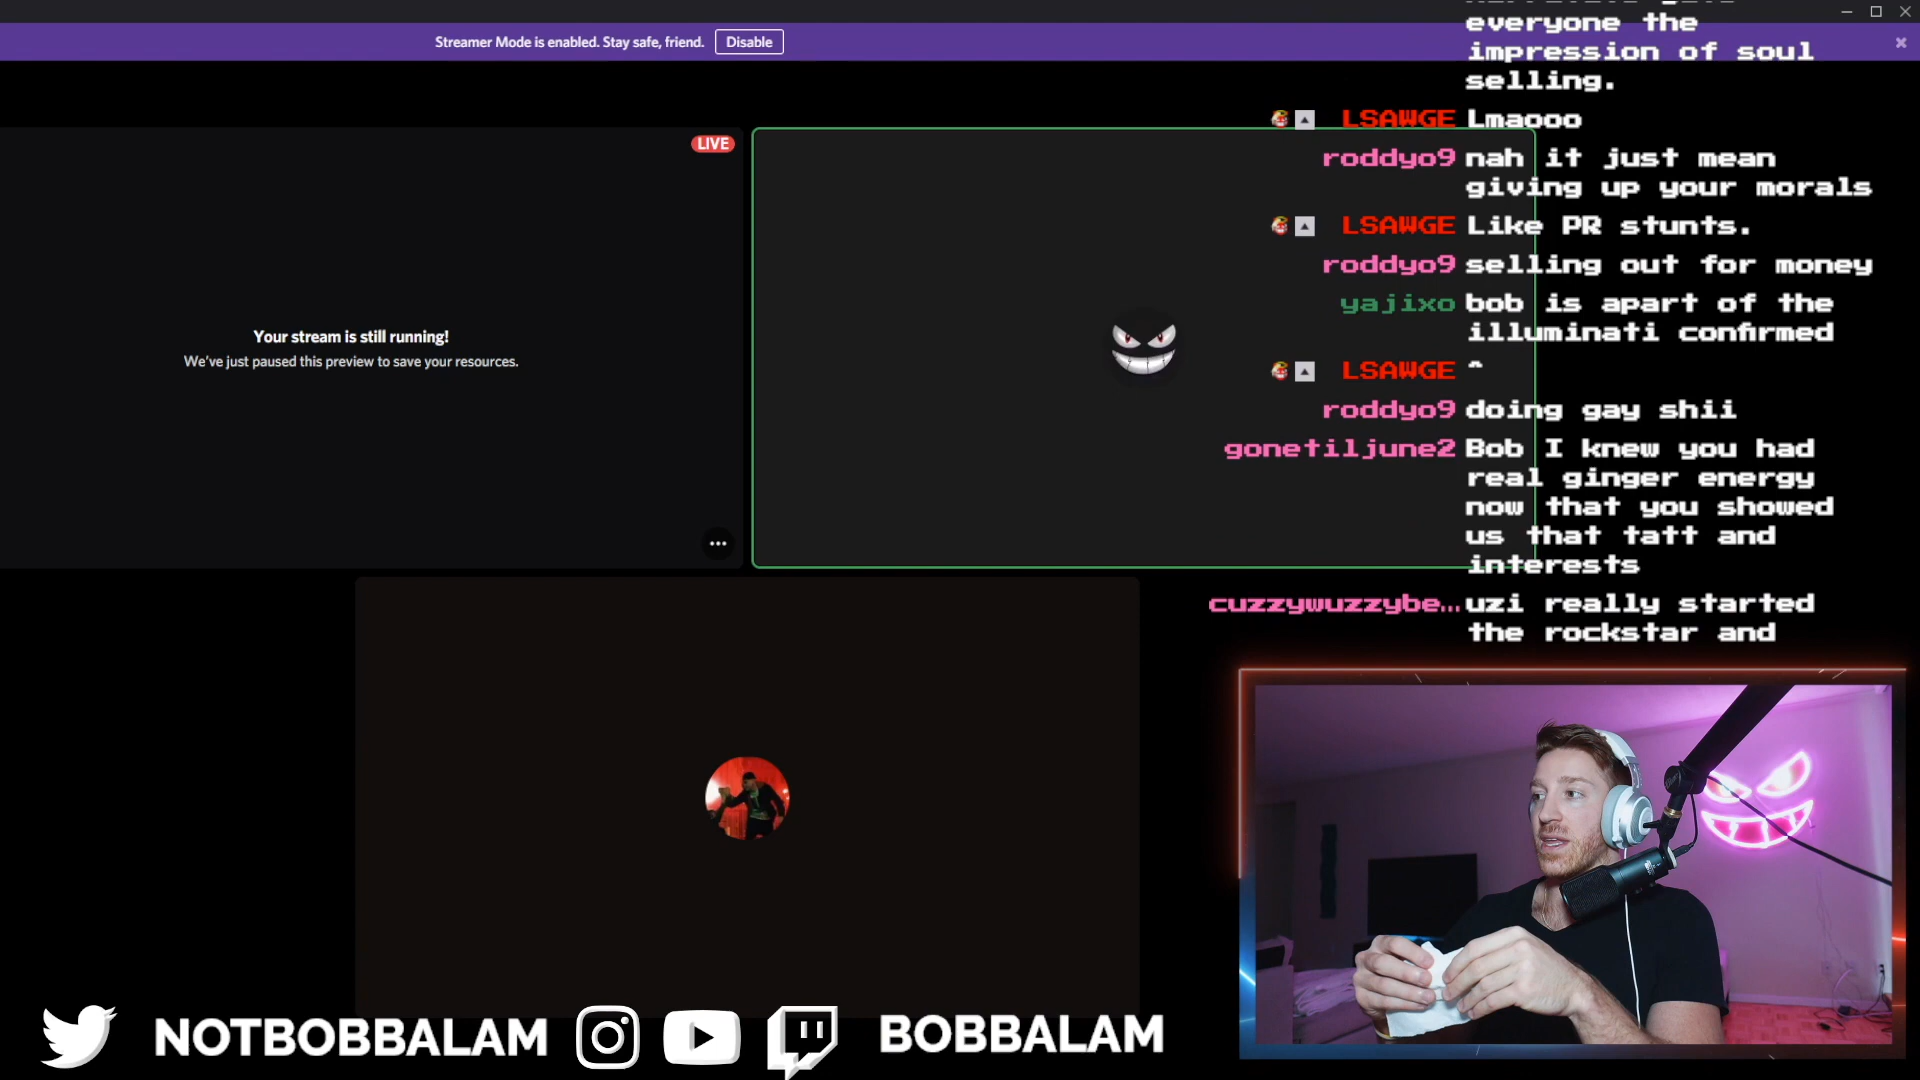 Streamer Mode is enabled. Stay safe, friend. Disable
everyone the
impression of soul
selling.
LSAWGE Lmaooo
LIVE
roddyo9 nah it just mean
giving up your morals
LSAWGE Like PR stunts.
roddyo9 selling out for money
yajixo bob is apart of the
illuminati confirmed
Your stream is still running!
We've just paused this preview to save your resources.
LSAWGE ^
roddyo9 doing gay shii
gonetiljune2 Bob I knew you had
real ginger energy
now that you showed
us that tatt and
interests
cuzzywuzzybe... uzi really started
the rockstar and
NOTBOBBALAM
BOBBALAM